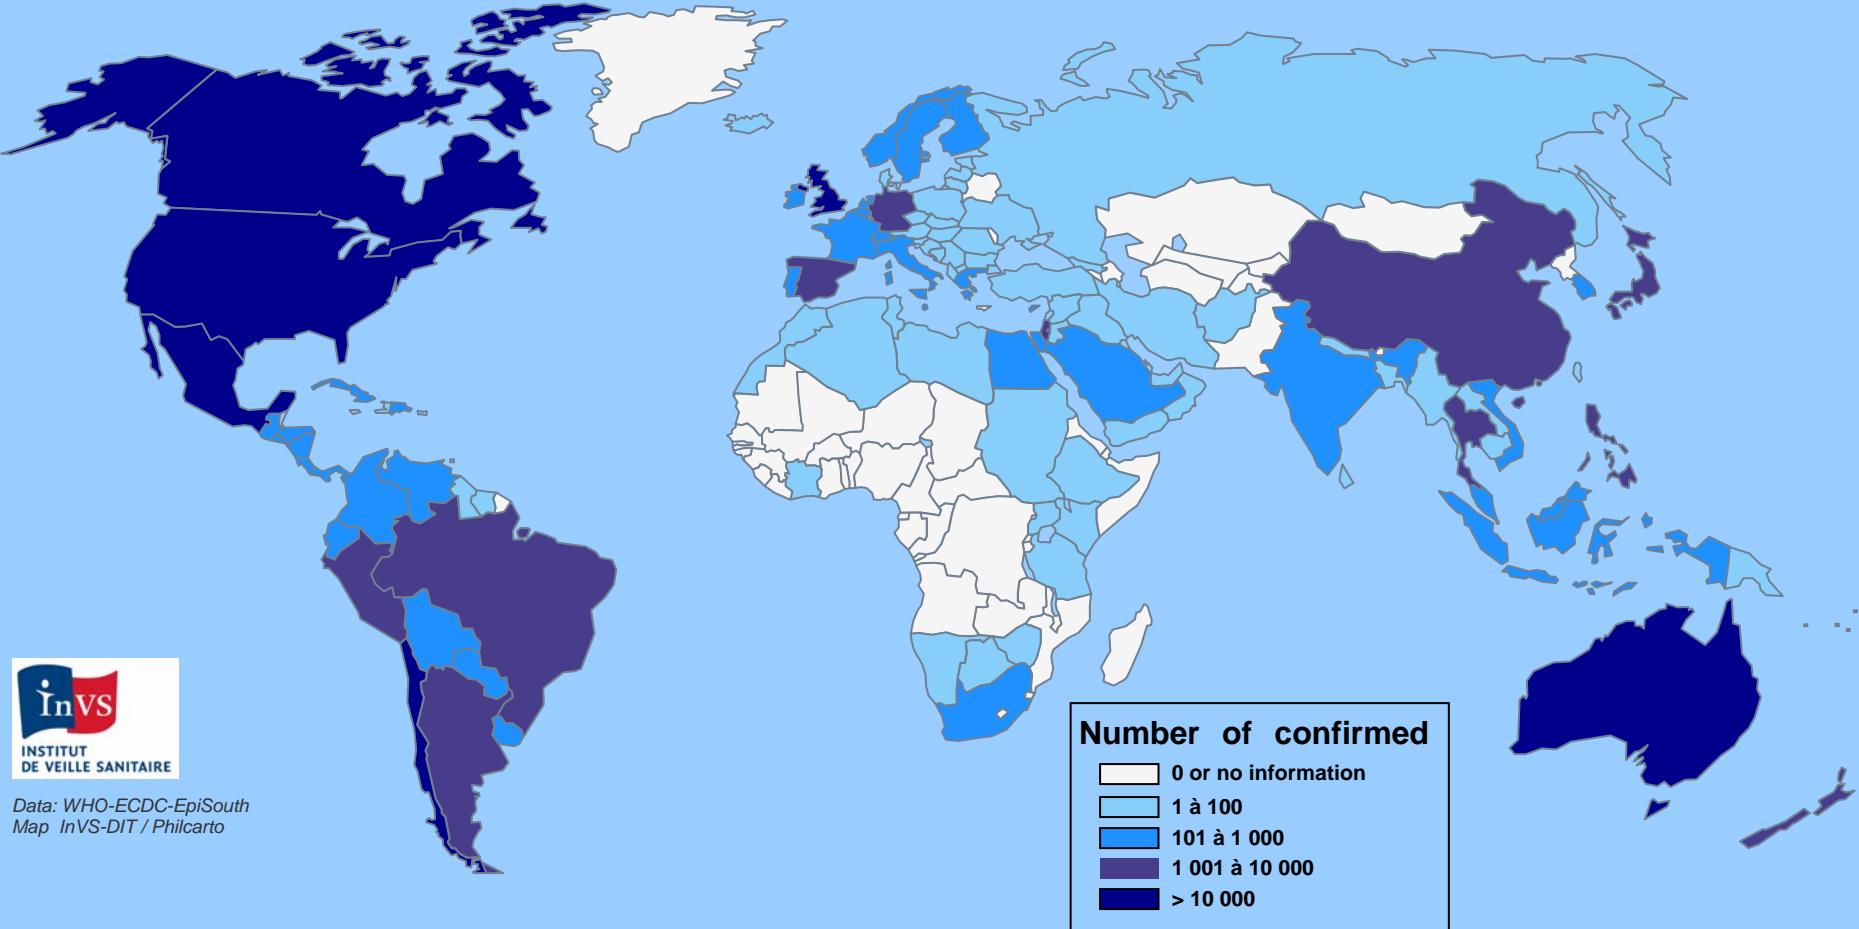 InVS
INSTITUT
DE VEILLE SANITAIRE
Data: WHO-ECDC-EpiSouth
Map InVS-DIT / Philcarto
Number of confirmed
0 or no information
1 à 100
101 à 1 000
1 001 à 10 000
> 10 000